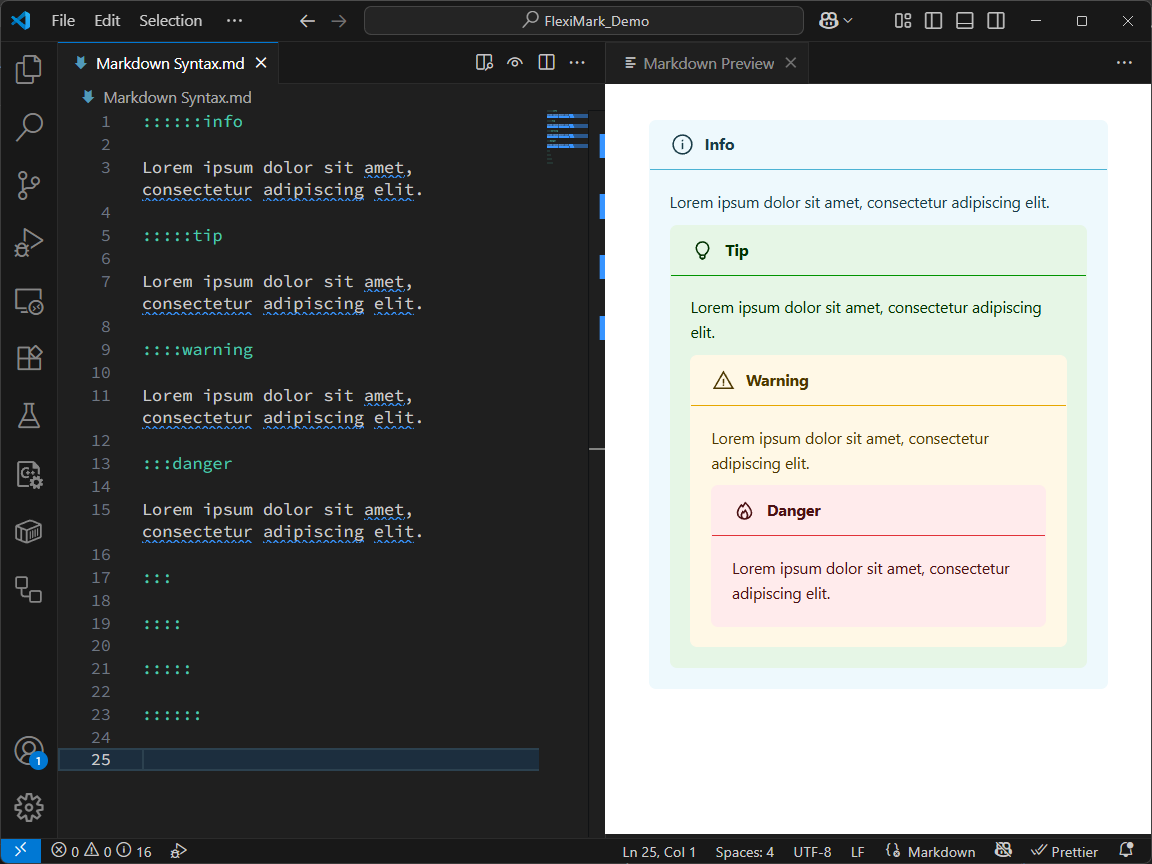 File Edit Selection ···
FlexiMark_Demo
Markdown Syntax.md
Markdown Preview
Markdown Syntax.md
1 ::::::info
2
3 Lorem ipsum dolor sit amet,
consectetur adipiscing elit.
4
5 :::::tip
6
7 Lorem ipsum dolor sit amet,
consectetur adipiscing elit.
8
9 ::::warning
10
11 Lorem ipsum dolor sit amet,
consectetur adipiscing elit.
12
13 :::danger
14
15 Lorem ipsum dolor sit amet,
consectetur adipiscing elit.
16
17 :::
18
19 ::::
20
21 :::::
22
23 ::::::
24
25
Info
Lorem ipsum dolor sit amet, consectetur adipiscing elit.
Tip
Lorem ipsum dolor sit amet, consectetur adipiscing
elit.
Warning
Lorem ipsum dolor sit amet, consectetur
adipiscing elit.
Danger
Lorem ipsum dolor sit amet, consectetur
adipiscing elit.
1
0 0 16
Ln 25, Col 1 Spaces: 4 UTF-8 LF Markdown Prettier